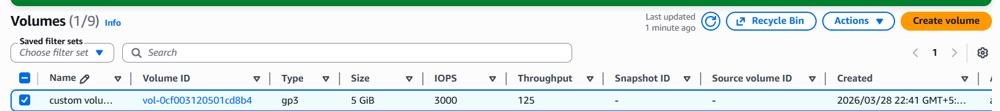 Volumes (1/9) Info
Last updated
1 minute ago
Recycle Bin
Actions
Create volume
Saved filter sets
Choose filter set
Search
1
Name Volume ID Type Size IOPS Throughput Snapshot ID Source volume ID Created
custom volu... vol-0cf003120501cd8b4 gp3 5 GiB 3000 125 - - 2026/03/28 22:41 GMT+5:...